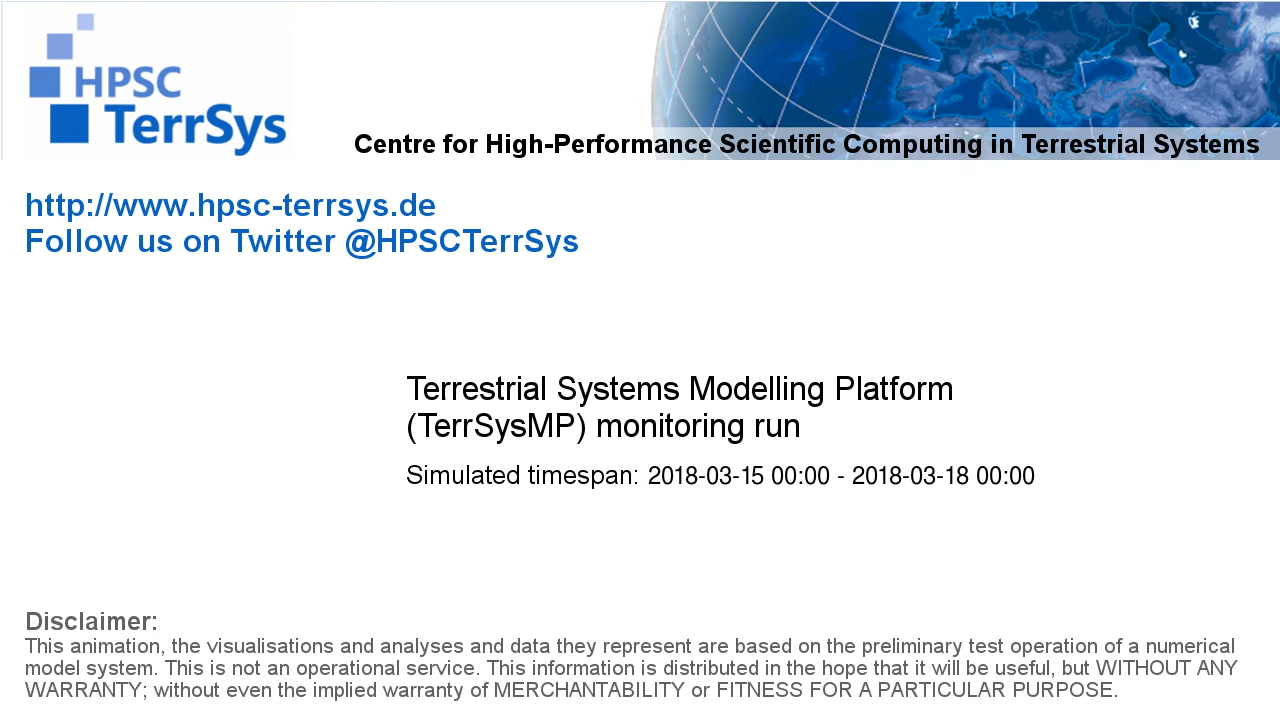 HPSC
TerrSys
Centre for High-Performance Scientific Computing in Terrestrial Systems
http://www.hpsc-terrsys.de
Follow us on Twitter @HPSCTerrSys
Terrestrial Systems Modelling Platform
(TerrSysMP) monitoring run
Simulated timespan: 2018-03-15 00:00 - 2018-03-18 00:00
Disclaimer:
This animation, the visualisations and analyses and data they represent are based on the preliminary test operation of a numerical
model system. This is not an operational service. This information is distributed in the hope that it will be useful, but WITHOUT ANY
WARRANTY; without even the implied warranty of MERCHANTABILITY or FITNESS FOR A PARTICULAR PURPOSE.